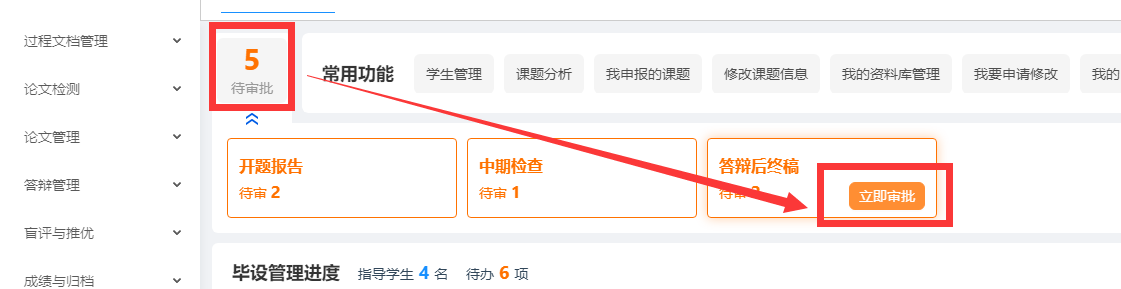 过程文档管理
论文检测
论文管理
答辩管理
盲评与推优
成绩与归档
5
待审批
常用功能
学生管理
课题分析
我申报的课题
修改课题信息
我的资料库管理
我要申请修改
我的
开题报告
待审 2
中期检查
待审 1
答辩后终稿
待审
立即审批
毕设管理进度 指导学生 4 名 待办 6 项